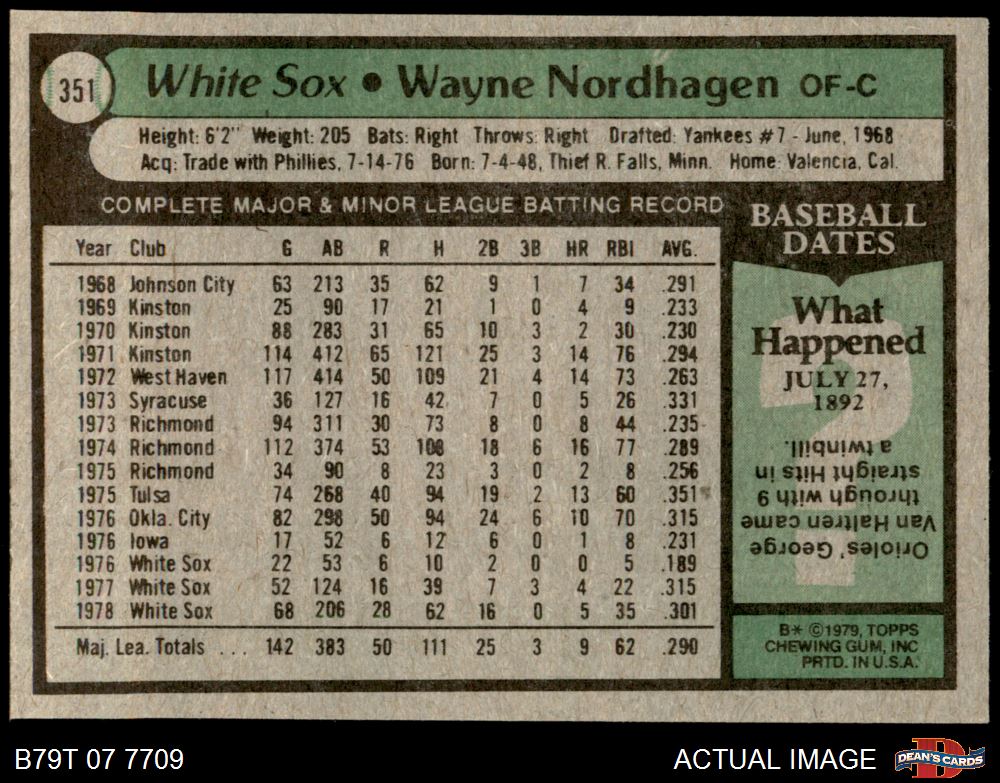 351
White Sox • Wayne Nordhagen OF-C
Height: 6'2" Weight: 205 Bats: Right Throws: Right Drafted: Yankees #7 - June, 1968
Acq: Trade with Phillies, 7-14-76 Born: 7-4-48, Thief R. Falls, Minn. Home: Valencia, Cal.
COMPLETE MAJOR & MINOR LEAGUE BATTING RECORD
Year Club G AB R H 2B 3B HR RBI AVG.
1968 Johnson City 63 213 35 62 9 1 7 34 .291
1969 Kinston 25 90 17 21 1 0 4 9 .233
1970 Kinston 88 283 31 65 10 3 2 30 .230
1971 Kinston 114 412 65 121 25 3 14 76 .294
1972 West Haven 117 414 50 109 21 4 14 73 .263
1973 Syracuse 36 127 16 42 7 0 5 26 .331
1973 Richmond 94 311 30 73 8 0 8 44 .235
1974 Richmond 112 374 53 108 18 6 16 77 .289
1975 Richmond 34 90 8 23 3 0 2 8 .256
1975 Tulsa 74 268 40 94 19 2 13 60 .351
1976 Okla. City 82 298 50 94 24 6 10 70 .315
1976 Iowa 17 52 6 12 6 0 1 8 .231
1976 White Sox 22 53 6 10 2 0 0 5 .189
1977 White Sox 52 124 16 39 7 3 4 22 .315
1978 White Sox 68 206 28 62 16 0 5 35 .301
Maj. Lea. Totals ... 142 383 50 111 25 3 9 62 .290
BASEBALL
DATES
What
Happened
JULY 27,
1892
Orioles' George
Van Haltren came
through with 9
straight Hits in
a twinbill.
B* ©1979, TOPPS
CHEWING GUM, INC
PRTD. IN U.S.A.
B79T 07 7709
ACTUAL IMAGE
DEAN'S CARDS